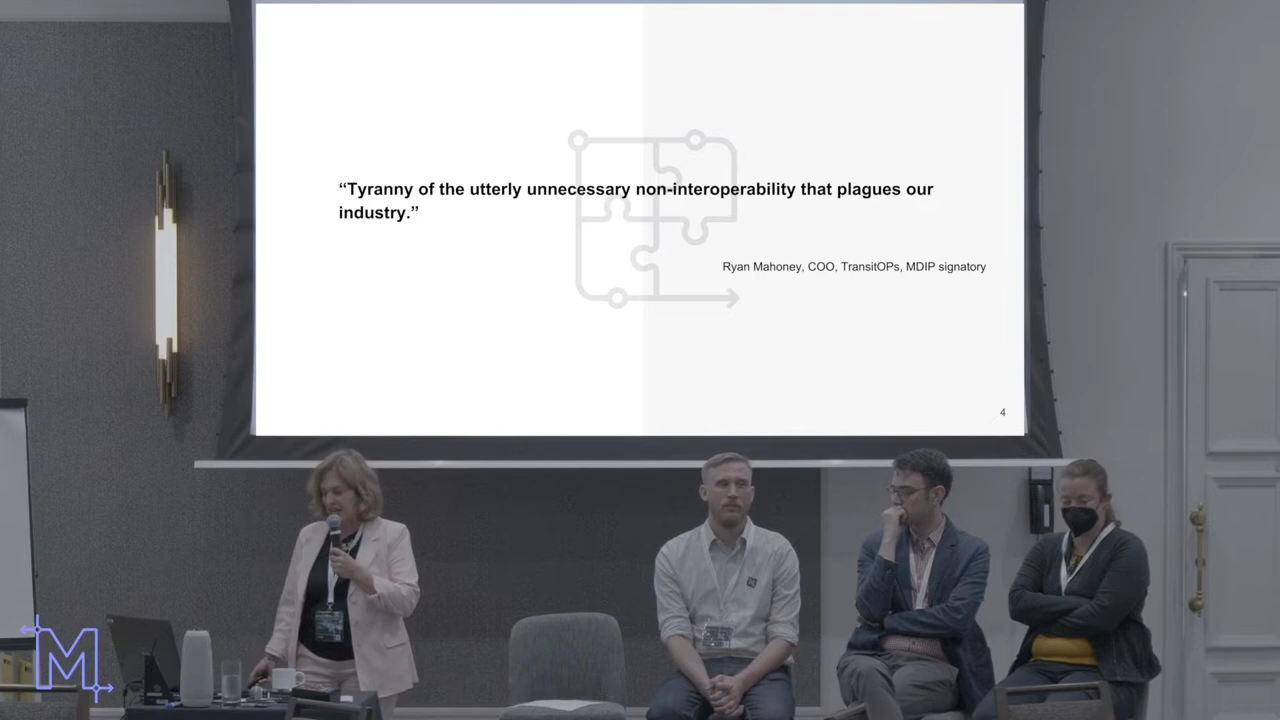 “Tyranny of the utterly unnecessary non-interoperability that plagues our
industry.”
Ryan Mahoney, COO, TransitOPs, MDIP signatory
4
M